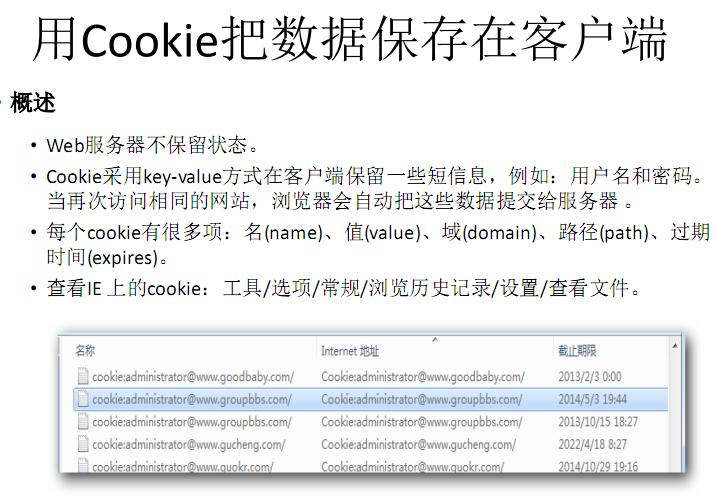 用Cookie把数据保存在客户端
• 概述
• Web服务器不保留状态。
• Cookie采用key-value方式在客户端保留一些短信息，例如：用户名和密码。
当再次访问相同的网站，浏览器会自动把这些数据提交给服务器 。
• 每个cookie有很多项：名(name)、值(value)、域(domain)、路径(path)、过期
时间(expires)。
• 查看IE 上的cookie：工具/选项/常规/浏览历史记录/设置/查看文件。
名称 Internet 地址 截止期限
cookie:administrator@www.goodbaby.com/ Cookie:administrator@www.goodbaby.com/ 2013/2/3 0:00
cookie:administrator@www.groupbbs.com/ Cookie:administrator@www.groupbbs.com/ 2014/5/3 19:44
cookie:administrator@www.groupbbs.com/ Cookie:administrator@www.groupbbs.com/ 2013/10/15 18:27
cookie:administrator@www.gucheng.com/ Cookie:administrator@www.gucheng.com/ 2022/4/18 8:27
cookie:administrator@www.guokr.com/ Cookie:administrator@www.guokr.com/ 2014/10/29 19:16